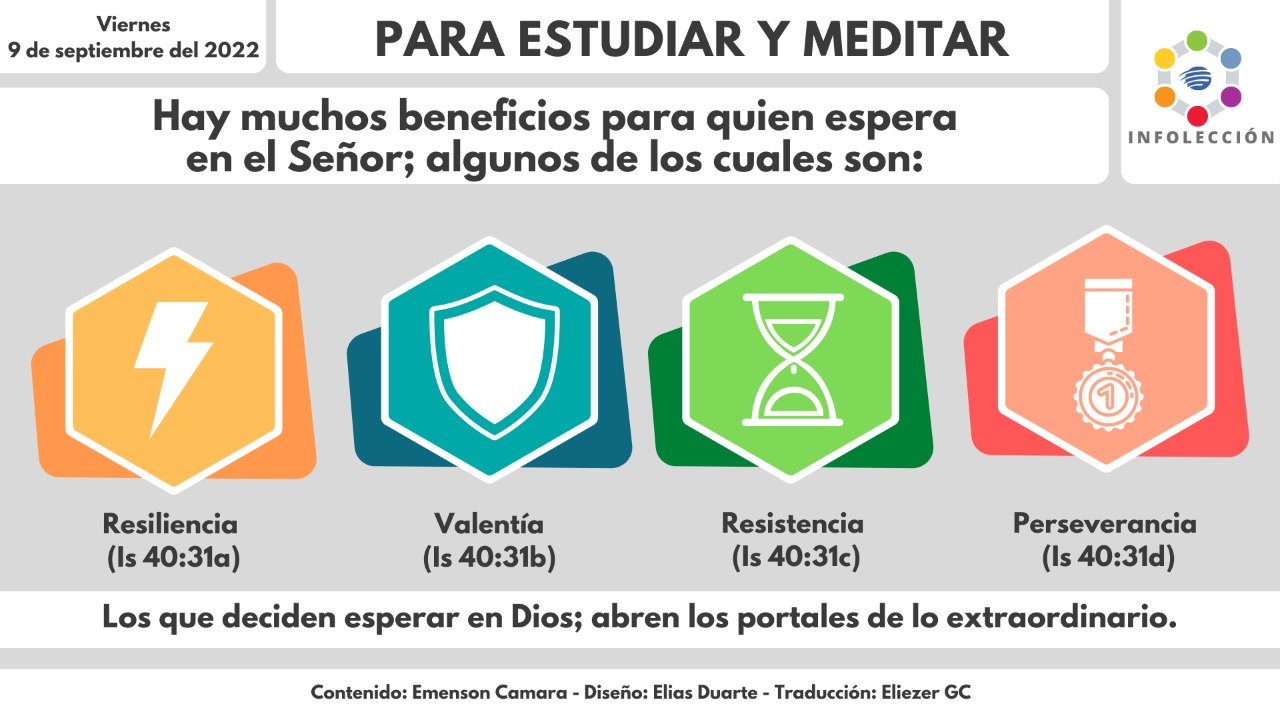 Viernes
9 de septiembre del 2022
PARA ESTUDIAR Y MEDITAR
INFOLECCIÓN
Hay muchos beneficios para quien espera
en el Señor; algunos de los cuales son:
1
Resiliencia
(Is 40:31a)
Valentía
(Is 40:31b)
Resistencia
(Is 40:31c)
Perseverancia
(Is 40:31d)
Los que deciden esperar en Dios; abren los portales de lo extraordinario.
Contenido: Emenson Camara - Diseño: Elias Duarte - Traducción: Eliezer GC